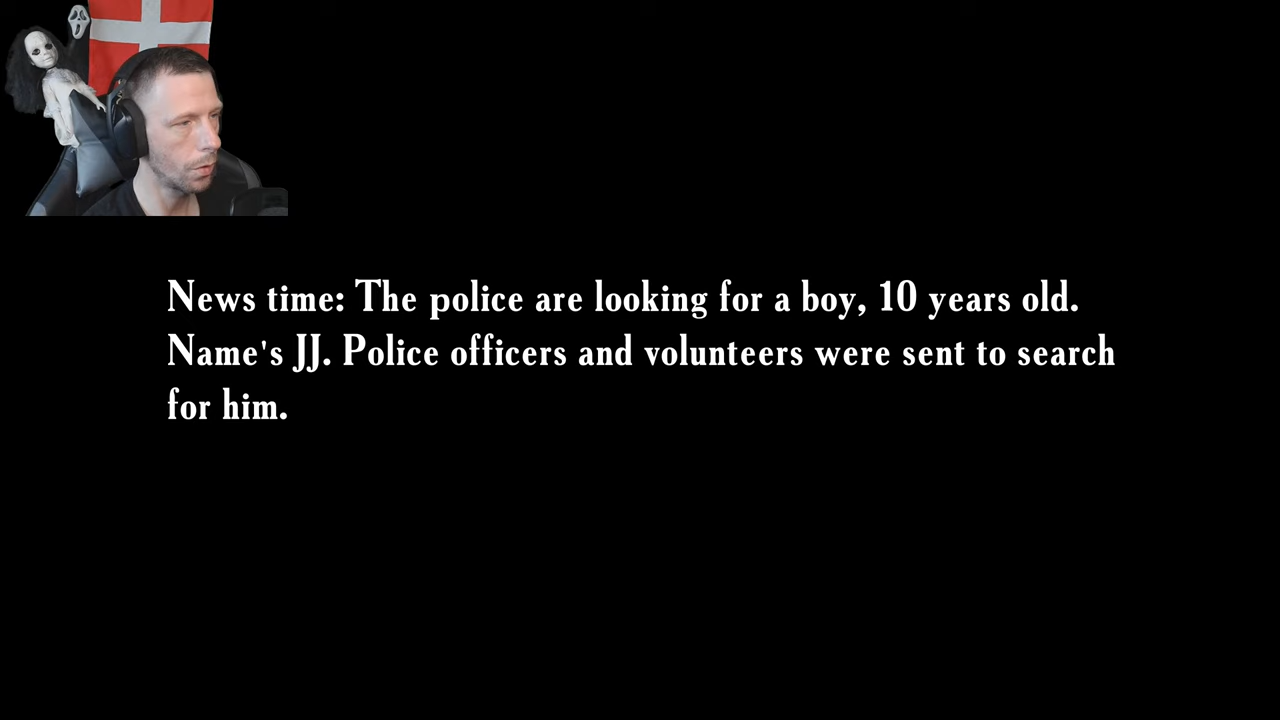 News time: The police are looking for a boy, 10 years old.
Name's JJ. Police officers and volunteers were sent to search
for him.